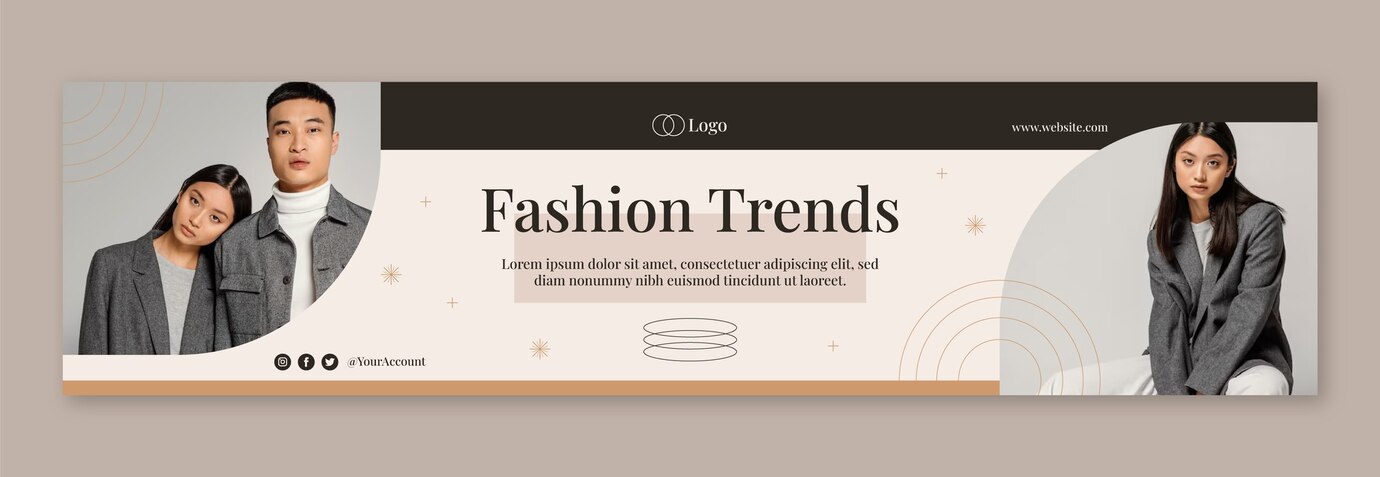 Logo
www.website.com
Fashion Trends
Lorem ipsum dolor sit amet, consectetuer adipiscing elit, sed
diam nonummy nibh euismod tincidunt ut laoreet.
@YourAccount